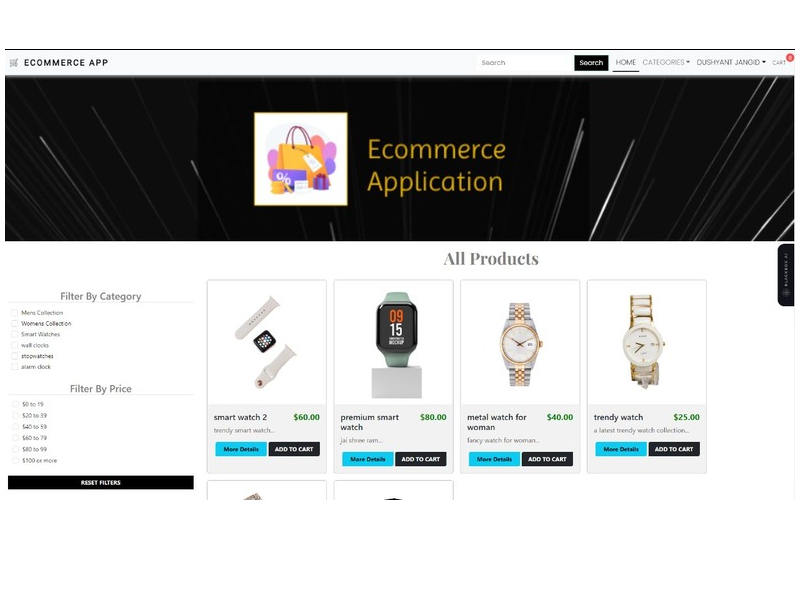 ECOMMERCE APP
Search
Search
HOME
CATEGORIES
DUSHYANT JANGID
CART
0
%
Ecommerce
Application
BLACKBOX AI
All Products
Filter By Category
Mens Collection
Womens Collection
Smart Watches
wall clocks
stopwatches
alarm clock
Filter By Price
$0 to 19
$20 to 39
$40 to 59
$60 to 79
$80 to 99
$100 or more
RESET FILTERS
smart watch 2 $60.00
trendy smart watch...
More Details ADD TO CART
09
15
MOCKUP
premium smart $80.00
watch
jai shree ram...
More Details ADD TO CART
metal watch for $40.00
woman
fancy watch for woman...
More Details ADD TO CART
trendy watch $25.00
a latest trendy watch collection...
More Details ADD TO CART